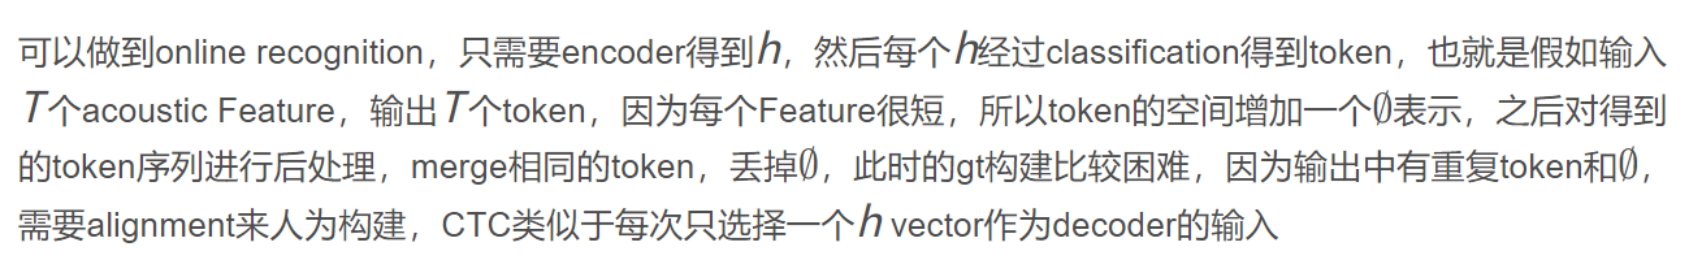 可以做到online recognition，只需要encoder得到h，然后每个h经过classification得到token，也就是假如输入
T个acoustic Feature，输出T个token，因为每个Feature很短，所以token的空间增加一个∅表示，之后对得到
的token序列进行后处理，merge相同的token，丢掉∅，此时的gt构建比较困难，因为输出中有重复token和∅，
需要alignment来人为构建，CTC类似于每次只选择一个h vector作为decoder的输入